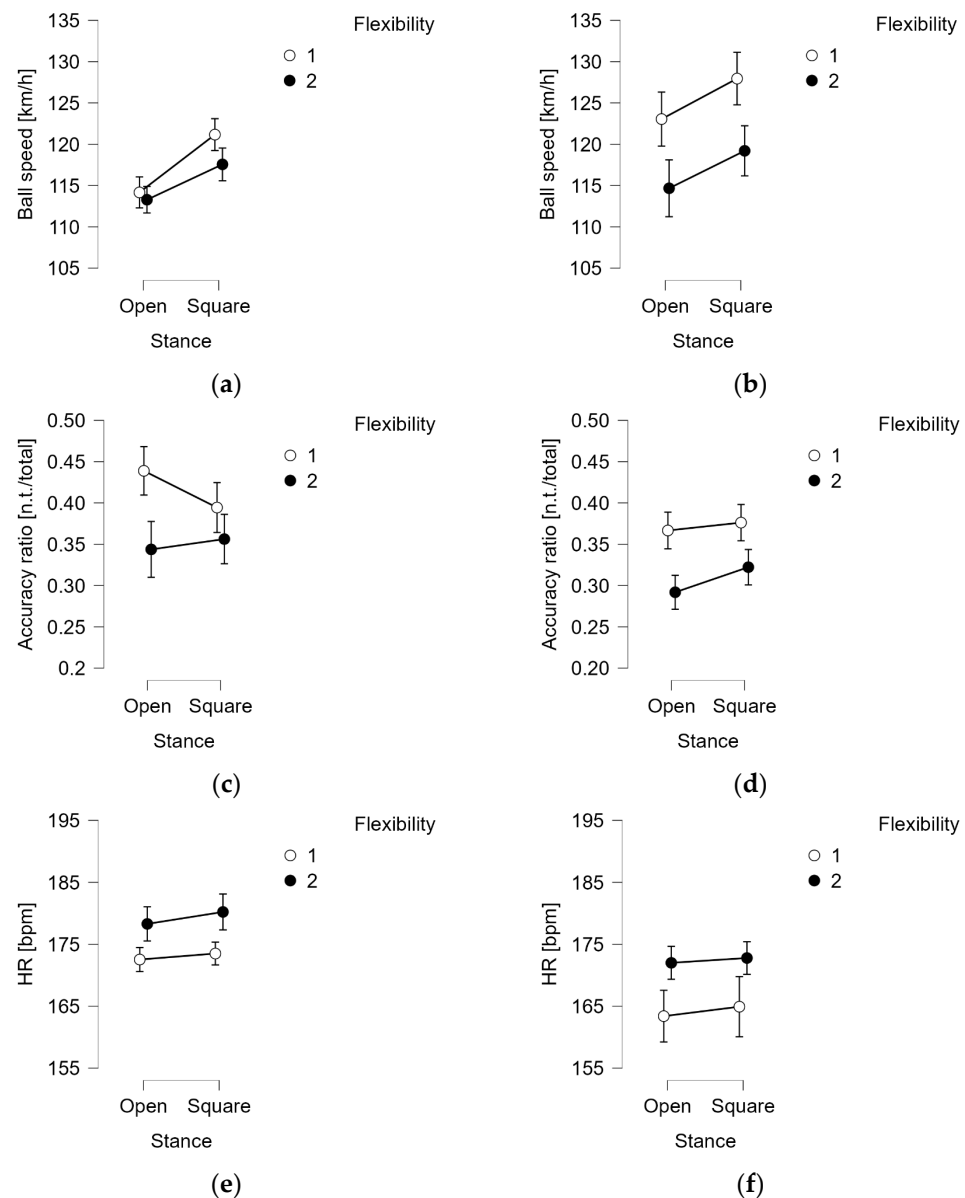 Flexibility
1
2
Ball speed [km/h]
135
130
125
120
115
110
105
Open Square
Stance
(a)
Flexibility
1
2
Ball speed [km/h]
135
130
125
120
115
110
105
Open Square
Stance
(b)
Flexibility
1
2
Accuracy ratio [n.t./total]
0.50
0.45
0.40
0.35
0.30
0.25
0.2
Open Square
Stance
(c)
Flexibility
1
2
Accuracy ratio [n.t./total]
0.50
0.45
0.40
0.35
0.30
0.25
0.20
Open Square
Stance
(d)
Flexibility
1
2
HR [bpm]
195
185
175
165
155
Open Square
Stance
(e)
Flexibility
1
2
HR [bpm]
195
185
175
165
155
Open Square
Stance
(f)